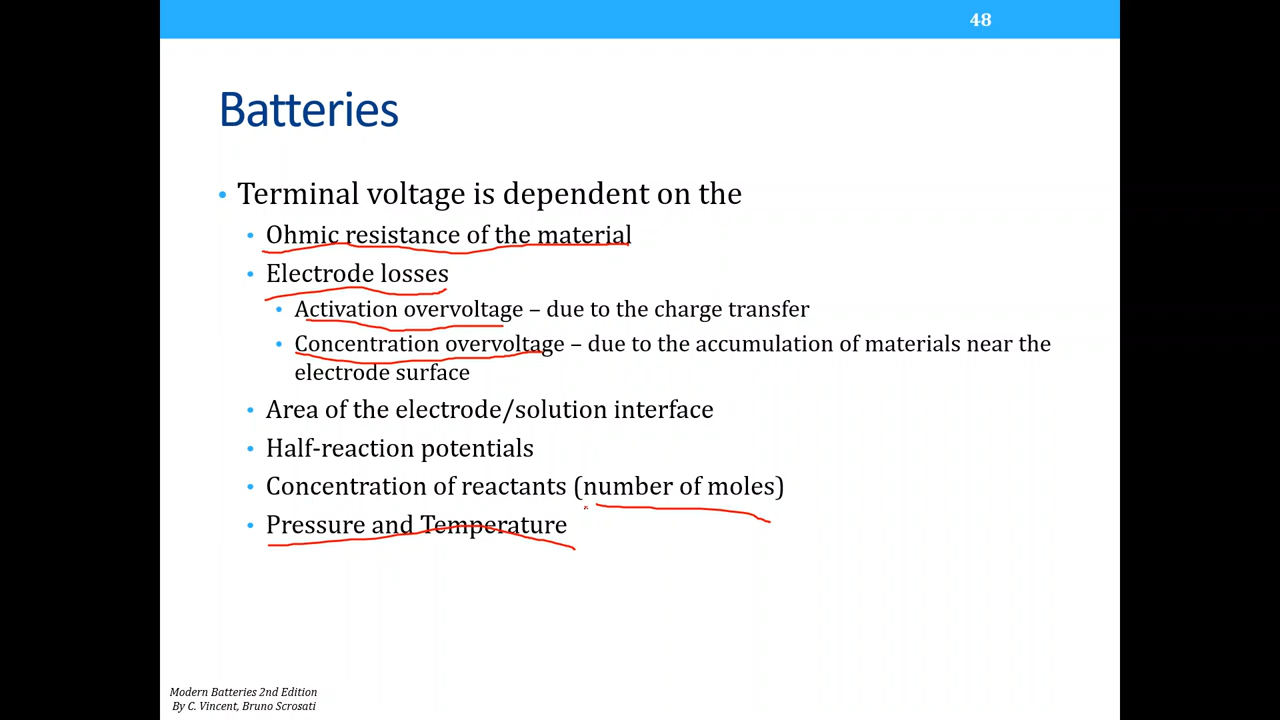 48
Batteries
• Terminal voltage is dependent on the
• Ohmic resistance of the material
• Electrode losses
• Activation overvoltage – due to the charge transfer
• Concentration overvoltage – due to the accumulation of materials near the
electrode surface
• Area of the electrode/solution interface
• Half-reaction potentials
• Concentration of reactants (number of moles)
• Pressure and Temperature
Modern Batteries 2nd Edition
By C. Vincent, Bruno Scrosati